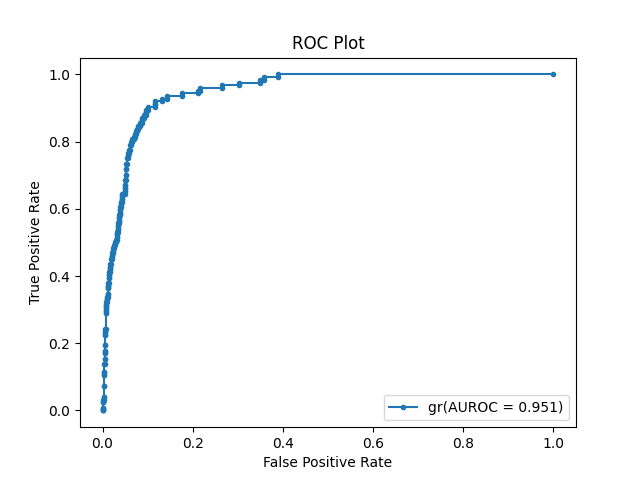 ROC Plot
1.0
0.8
0.6
0.4
0.2
0.0
True Positive Rate
gr(AUROC = 0.951)
0.0 0.2 0.4 0.6 0.8 1.0
False Positive Rate